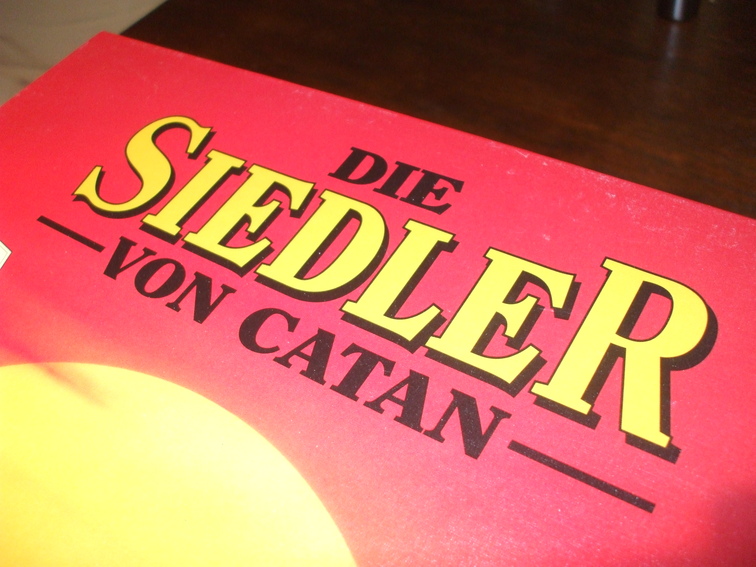 DIE
SIEDLER
VON CATAN